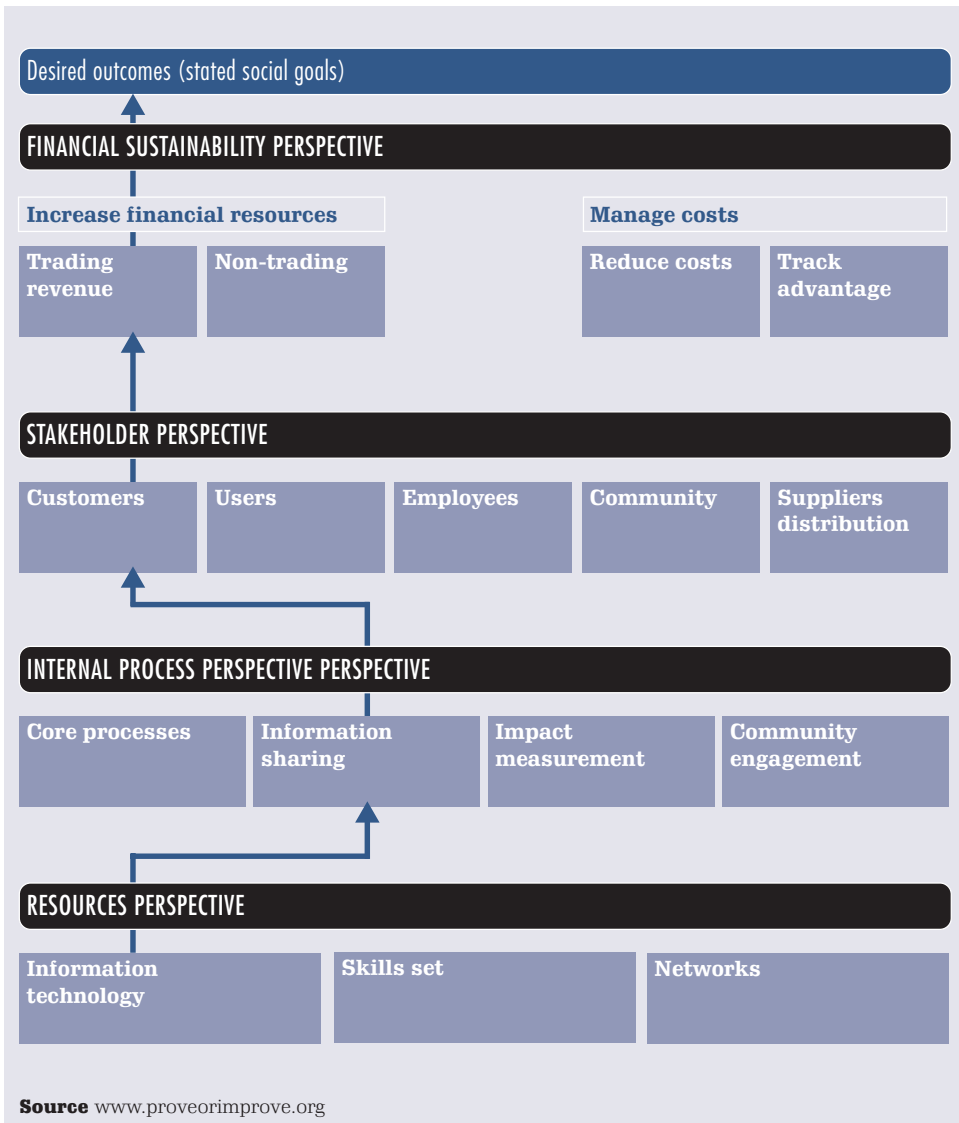 Desired outcomes (stated social goals)
FINANCIAL SUSTAINABILITY PERSPECTIVE
Increase financial resources
Manage costs
Trading
revenue
Non-trading
Reduce costs
Track
advantage
STAKEHOLDER PERSPECTIVE
Customers
Users
Employees
Community
Suppliers
distribution
INTERNAL PROCESS PERSPECTIVE PERSPECTIVE
Core processes
Information
sharing
Impact
measurement
Community
engagement
RESOURCES PERSPECTIVE
Information
technology
Skills set
Networks
Source www.proveorimprove.org